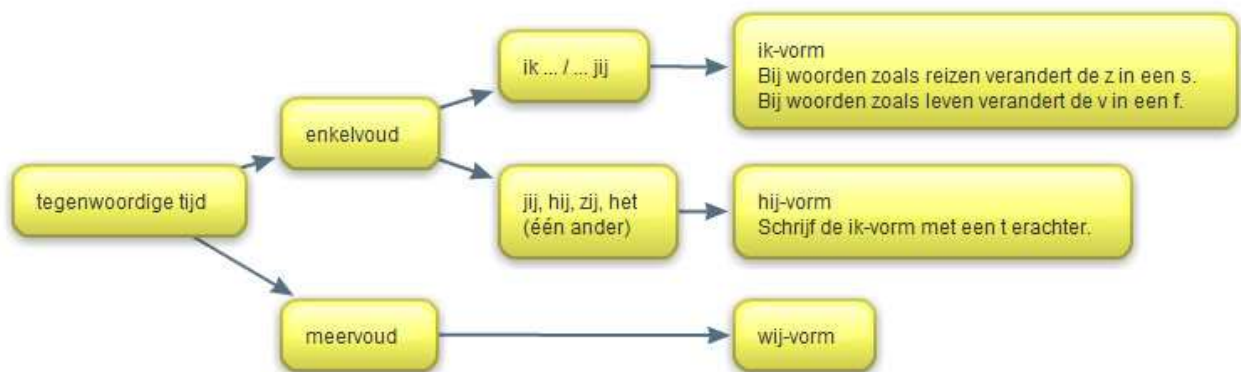 tegenwoordige tijd
enkelvoud
ik ... / ... jij
ik-vorm
Bij woorden zoals reizen verandert de z in een s.
Bij woorden zoals leven verandert de v in een f.
jij, hij, zij, het
(één ander)
hij-vorm
Schrijf de ik-vorm met een t erachter.
meervoud
wij-vorm